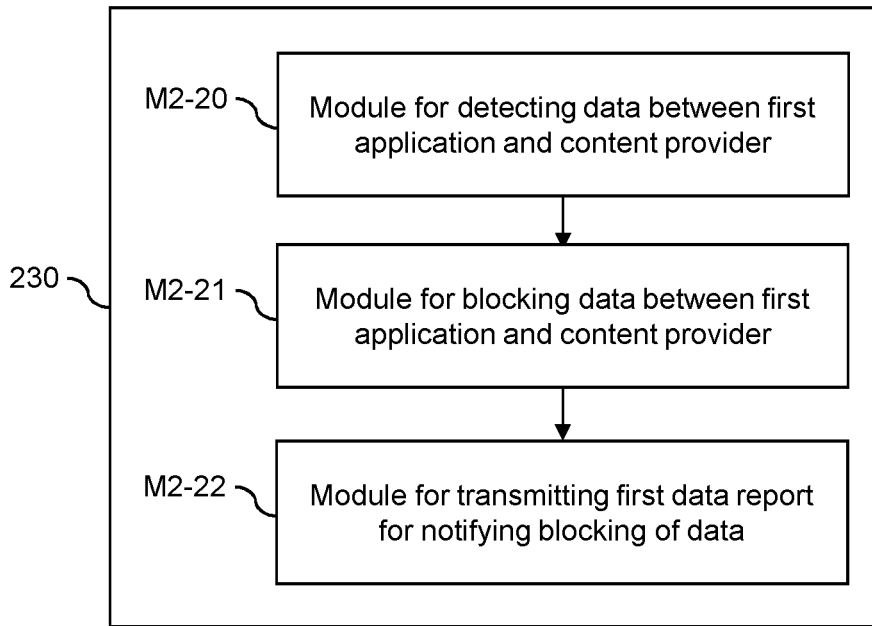 M2-20
Module for detecting data between first
application and content provider
230
M2-21
Module for blocking data between first
application and content provider
M2-22
Module for transmitting first data report
for notifying blocking of data